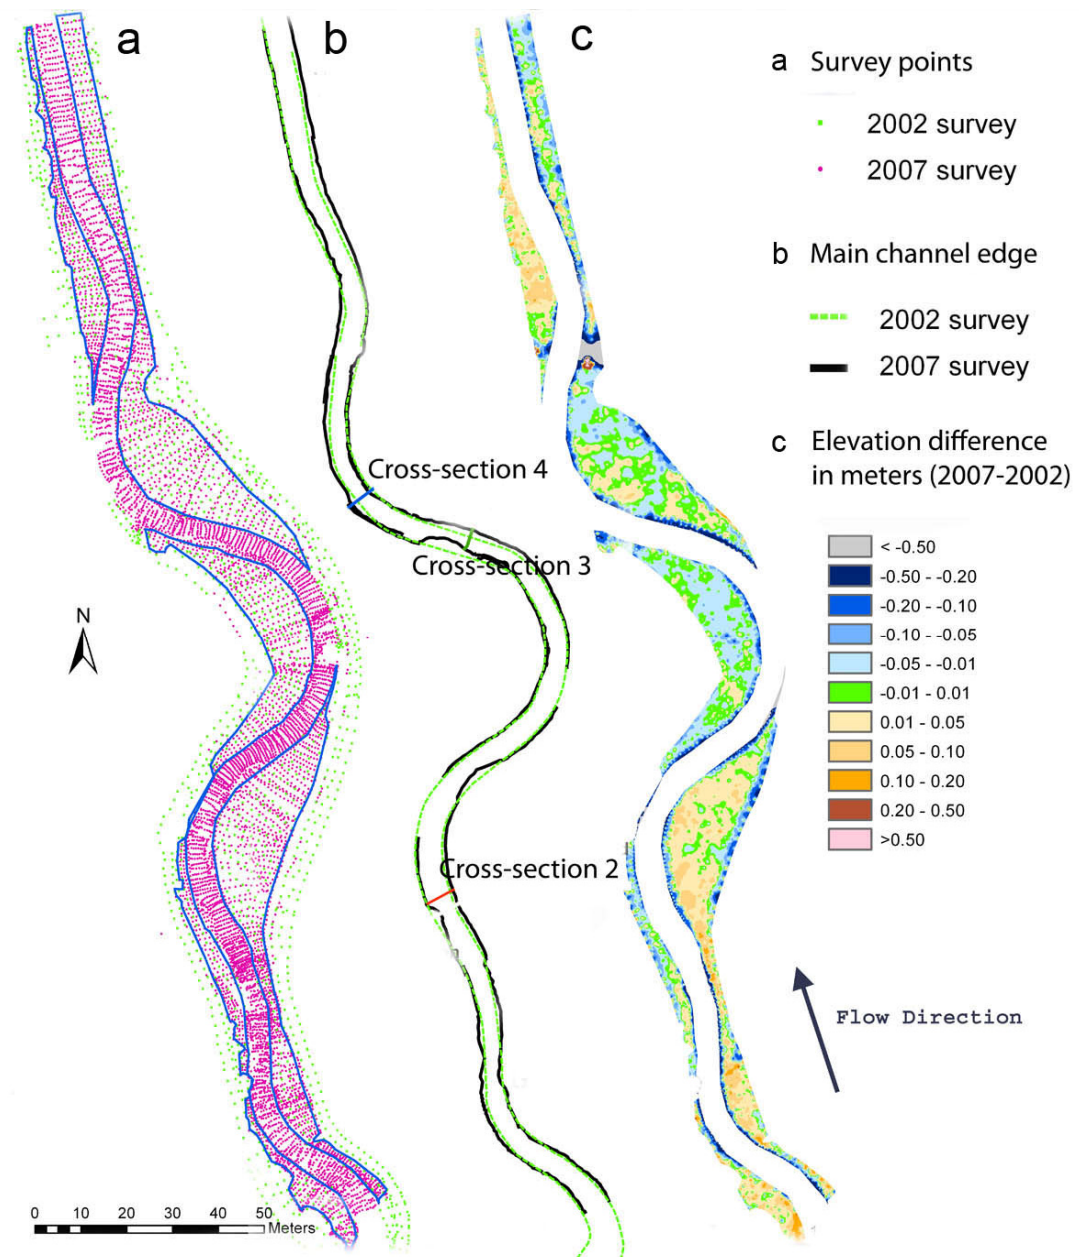 a
b
c
a Survey points
2002 survey
2007 survey
b Main channel edge
2002 survey
2007 survey
c Elevation difference
in meters (2007-2002)
< -0.50
-0.50 - -0.20
-0.20 - -0.10
-0.10 - -0.05
-0.05 - -0.01
-0.01 - 0.01
0.01 - 0.05
0.05 - 0.10
0.10 - 0.20
0.20 - 0.50
>0.50
Cross-section 4
Cross-section 3
Cross-section 2
N
Flow Direction
0 10 20 30 40 50
Meters